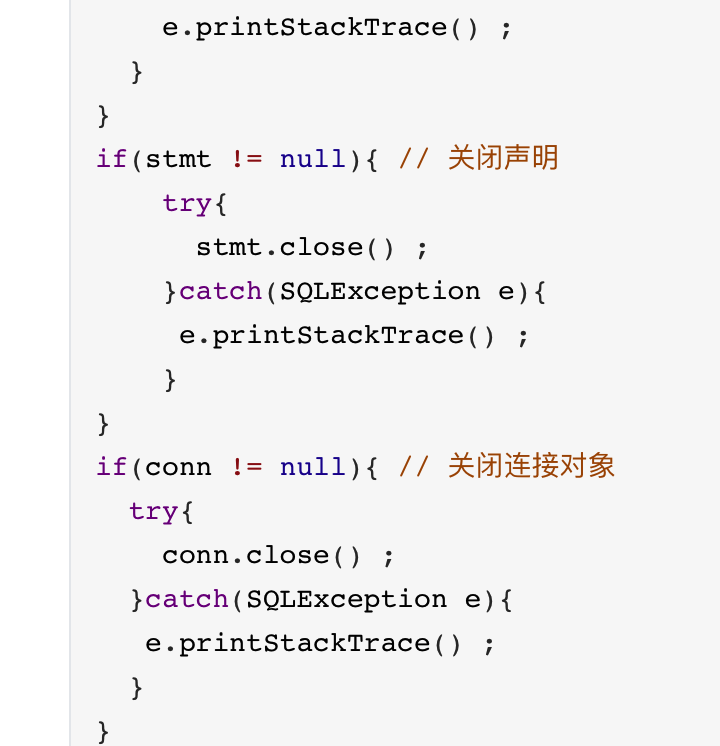 e.printStackTrace() ;
  }
}
if(stmt != null){ // 关闭声明
    try{
      stmt.close() ;
    }catch(SQLException e){
     e.printStackTrace() ;
    }
}
if(conn != null){ // 关闭连接对象
  try{
    conn.close() ;
  }catch(SQLException e){
   e.printStackTrace() ;
  }
}